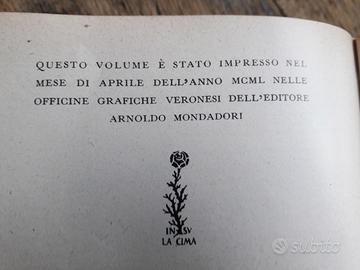 QUESTO VOLUME È STATO IMPRESSO NEL
MESE DI APRILE DELL'ANNO MCML NELLE
OFFICINE GRAFICHE VERONESI DELL'EDITORE
ARNOLDO MONDADORI
IN SV
LA CIMA
subito